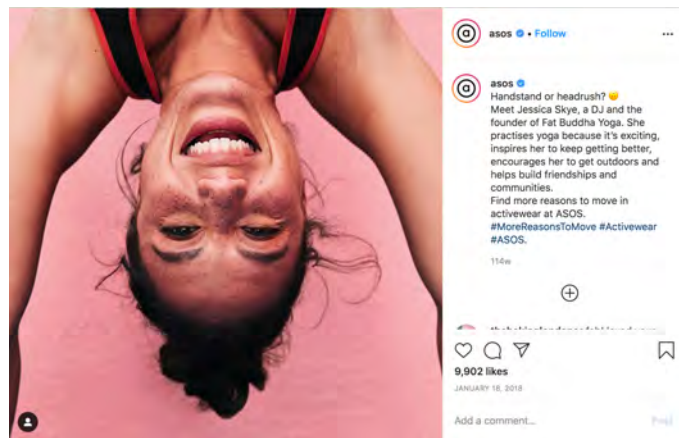 asos • Follow
asos
Handstand or headrush?
Meet Jessica Skye, a DJ and the
founder of Fat Buddha Yoga. She
practises yoga because it's exciting,
inspires her to keep getting better,
encourages her to get outdoors and
helps build friendships and
communities.
Find more reasons to move in
activewear at ASOS.
#MoreReasonsToMove #Activewear
#ASOS.
114w
9,902 likes
JANUARY 16, 2018
Add a comment...
Post